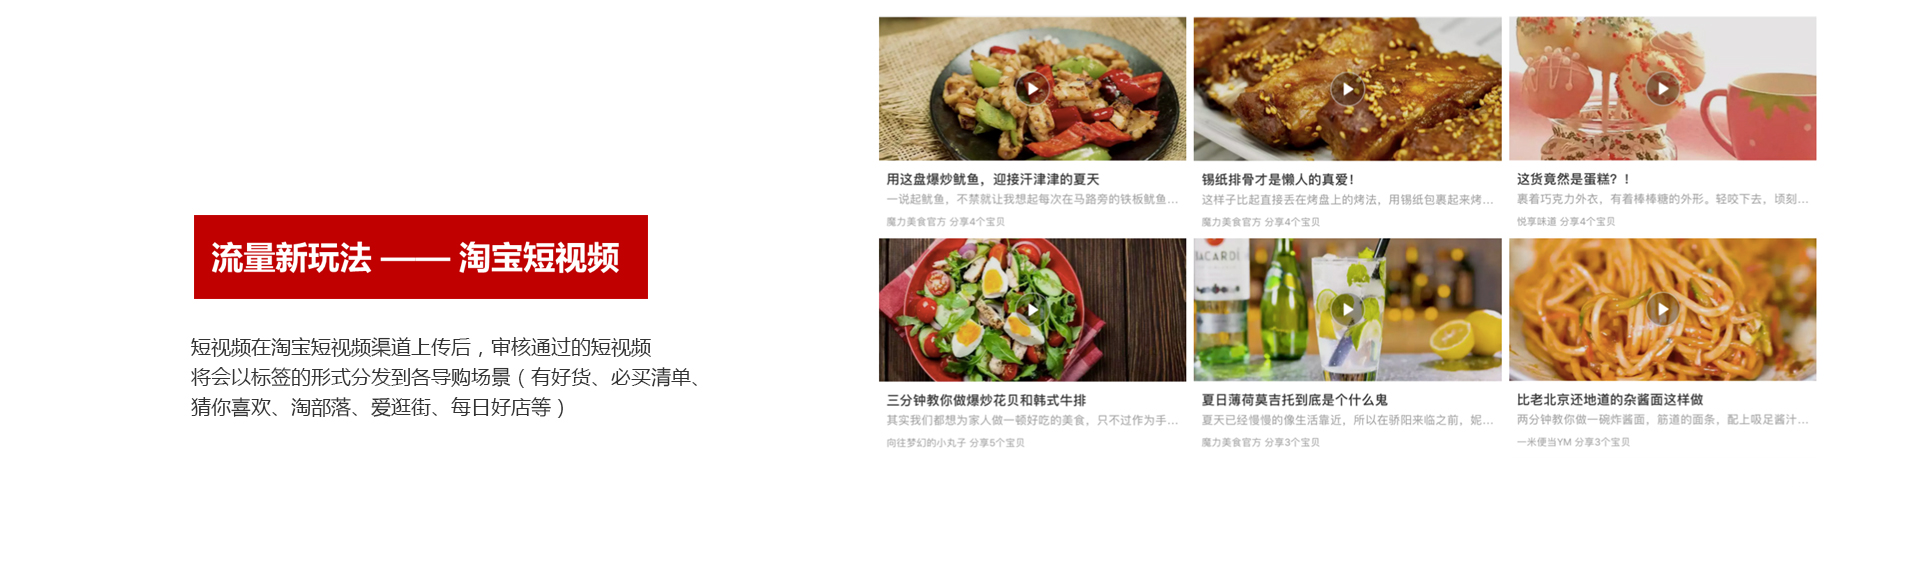 流量新玩法 —— 淘宝短视频
短视频在淘宝短视频渠道上传后，审核通过的短视频
将会以标签的形式分发到各导购场景（有好货、必买清单、
猜你喜欢、淘部落、爱逛街、每日好店等）
用这盘爆炒鱿鱼，迎接汗津津的夏天
一说起鱿鱼，不禁就让我想起每次在马路旁的铁板鱿鱼...
魔力美食官方 分享4个宝贝
锡纸排骨才是懒人的真爱！
这样子比起直接丢在烤盘上的烤法，用锡纸包裹起来烤...
魔力美食官方 分享4个宝贝
这货竟然是蛋糕？！
裹着巧克力外衣，有着棒棒糖的外形。轻咬下去，顷刻...
悦享味道 分享4个宝贝
BACARDI
三分钟教你做爆炒花贝和韩式牛排
其实我们都想为家人做一顿好吃的美食，只不过作为手...
向往梦幻的小丸子 分享5个宝贝
夏日薄荷莫吉托到底是个什么鬼
夏天已经慢慢的像生活靠近，所以在骄阳来临之前，妮...
魔力美食官方 分享3个宝贝
比老北京还地道的杂酱面这样做
两分钟教你做一碗炸酱面，筋道的面条，配上吸足酱汁...
一米便当YM 分享3个宝贝